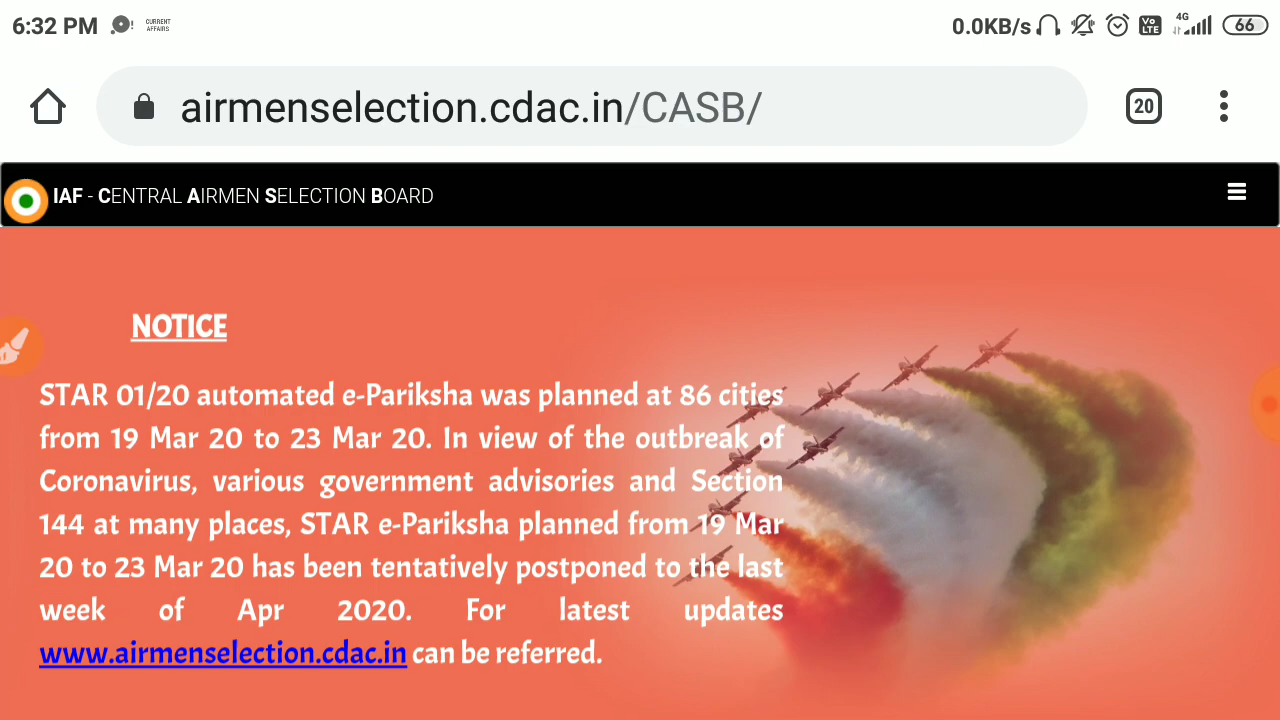 6:32 PM CURRENT AFFAIRS 0.0KB/s Vo LTE 4G 66
airmenselection.cdac.in/CASB/ 20
IAF - CENTRAL AIRMEN SELECTION BOARD
NOTICE
STAR 01/20 automated e-Pariksha was planned at 86 cities
from 19 Mar 20 to 23 Mar 20. In view of the outbreak of
Coronavirus, various government advisories and Section
144 at many places, STAR e-Pariksha planned from 19 Mar
20 to 23 Mar 20 has been tentatively postponed to the last
week of Apr 2020. For latest updates
www.airmenselection.cdac.in can be referred.